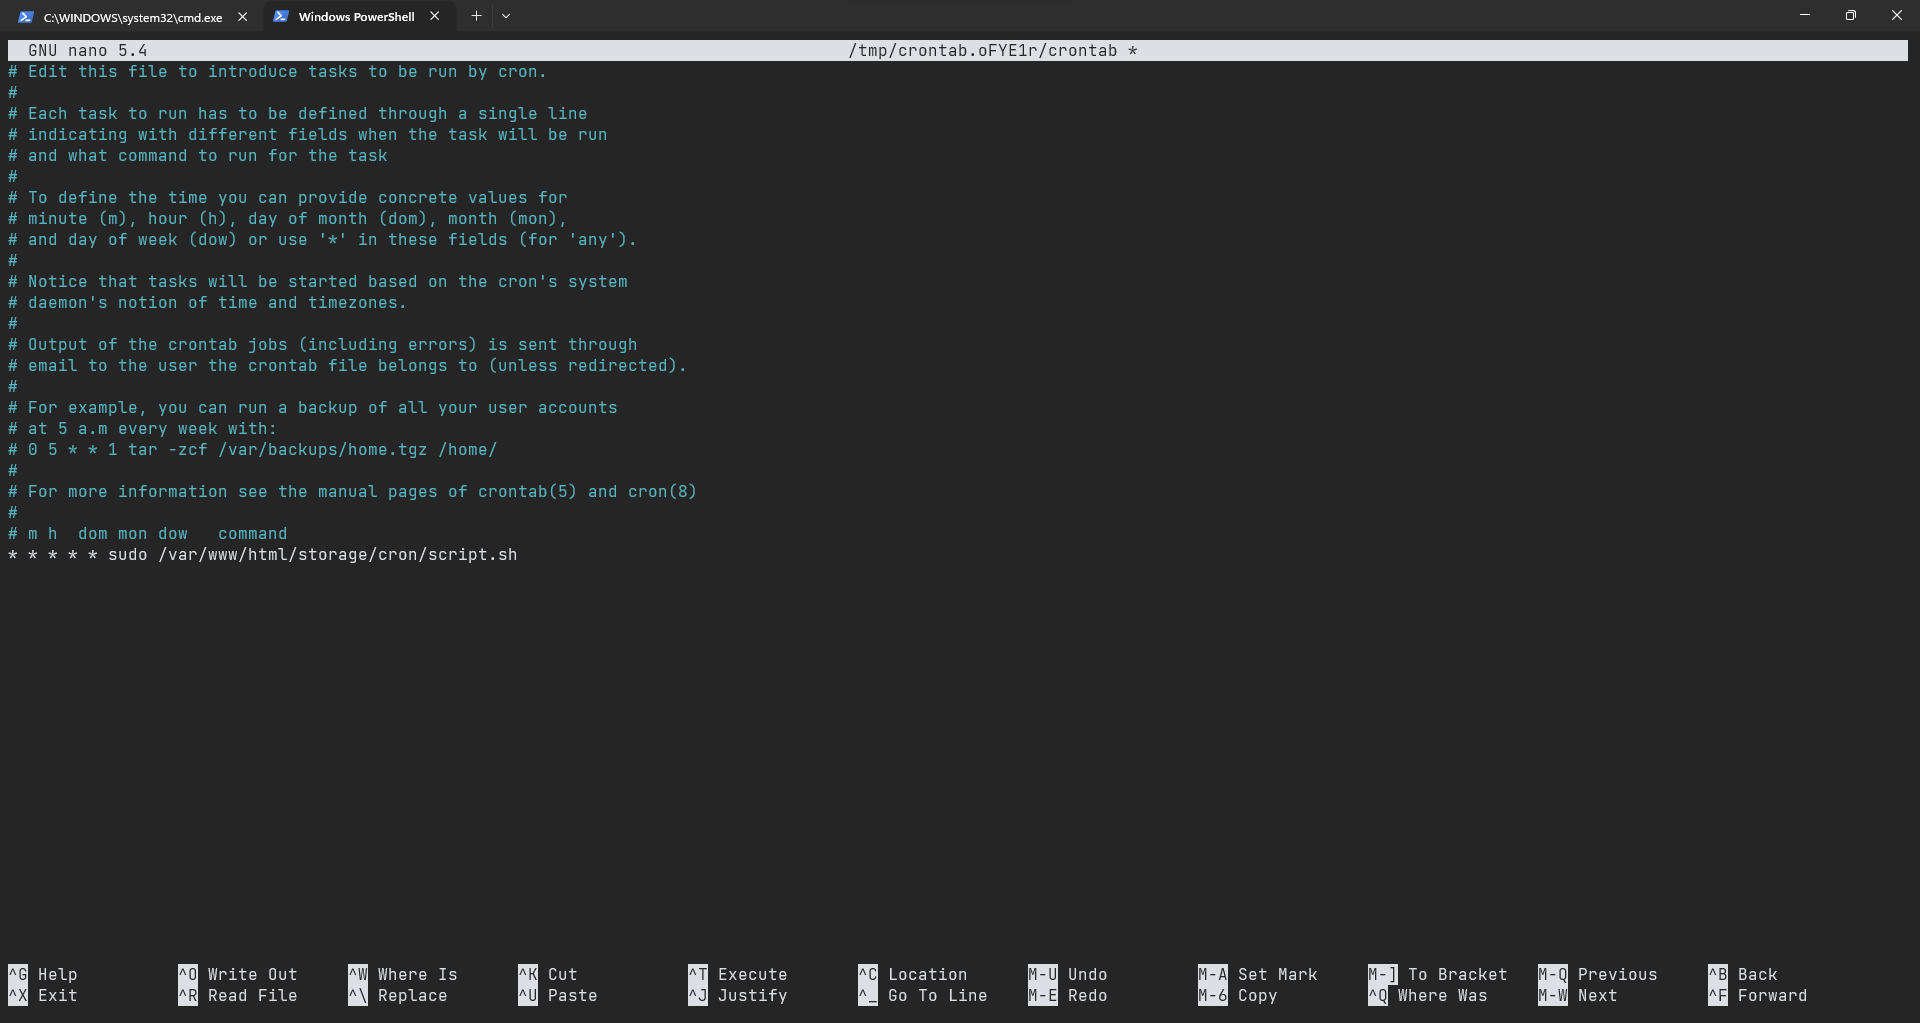 C:\WINDOWS\system32\cmd.exe Windows PowerShell
GNU nano 5.4 /tmp/crontab.oFYE1r/crontab *
# Edit this file to introduce tasks to be run by cron.
#
# Each task to run has to be defined through a single line
# indicating with different fields when the task will be run
# and what command to run for the task
#
# To define the time you can provide concrete values for
# minute (m), hour (h), day of month (dom), month (mon),
# and day of week (dow) or use '*' in these fields (for 'any').
#
# Notice that tasks will be started based on the cron's system
# daemon's notion of time and timezones.
#
# Output of the crontab jobs (including errors) is sent through
# email to the user the crontab file belongs to (unless redirected).
#
# For example, you can run a backup of all your user accounts
# at 5 a.m every week with:
# 0 5 * * 1 tar -zcf /var/backups/home.tgz /home/
#
# For more information see the manual pages of crontab(5) and cron(8)
#
# m h  dom mon dow   command
* * * * * sudo /var/www/html/storage/cron/script.sh
^G Help ^O Write Out ^W Where Is ^K Cut ^T Execute ^C Location M-U Undo M-A Set Mark M-] To Bracket M-Q Previous ^B Back
^X Exit ^R Read File ^\ Replace ^U Paste ^J Justify ^_ Go To Line M-E Redo M-6 Copy ^Q Where Was M-W Next ^F Forward